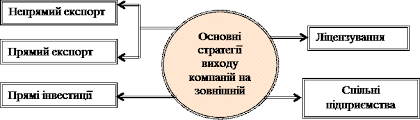 Непрямий експорт
Прямий експорт
Прямі інвестиції
Основні
стратегії
виходу
компаній на
зовнішній
Ліцензування
Спільні
підприємства